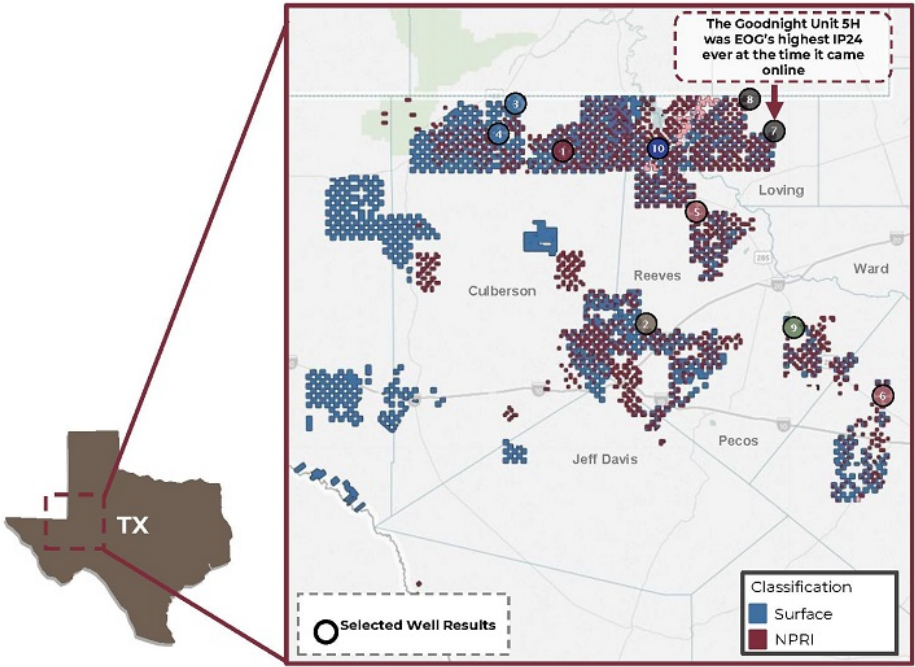 The Goodnight Unit 5H
was EOG's highest IP24
ever at the time it came
online
3
8
4
7
1
10
Loving
5
285
Reeves
Ward
Culberson
2
9
6
Pecos
Jeff Davis
TX
Classification
Surface
NPRI
Selected Well Results